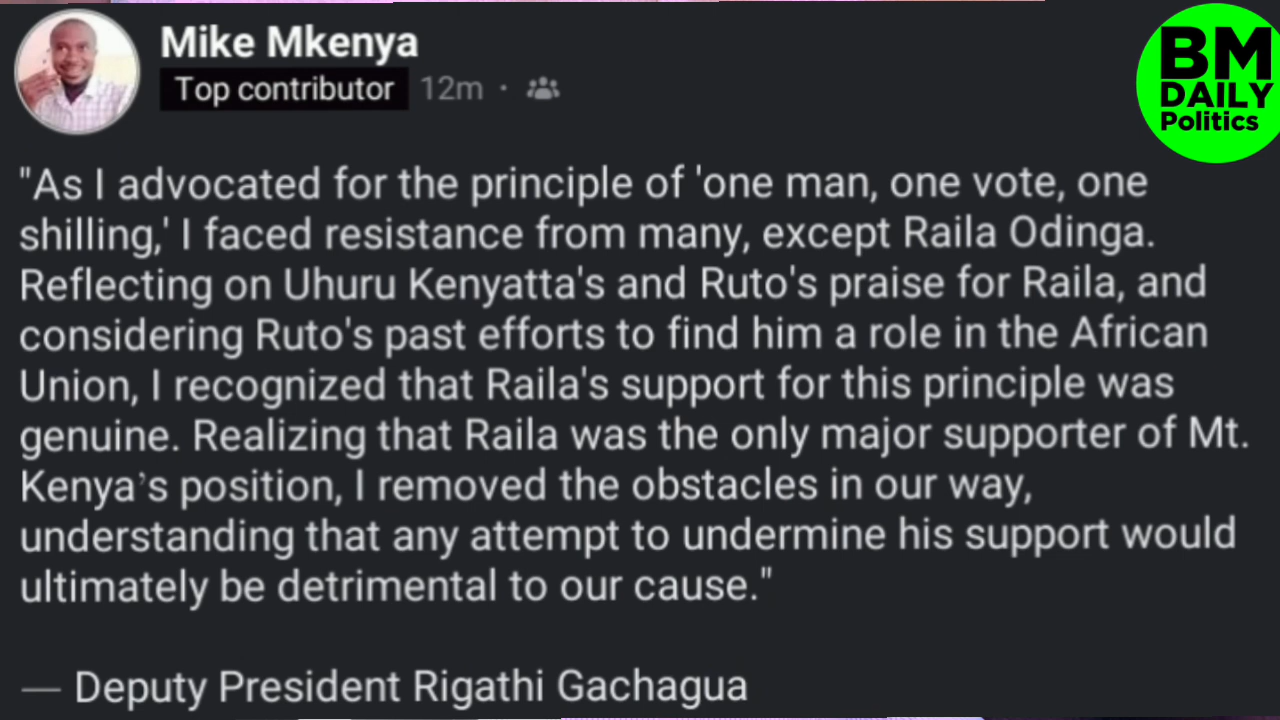 Mike Mkenya
Top contributor 12m ·
BM
DAILY
Politics
"As I advocated for the principle of 'one man, one vote, one
shilling,' I faced resistance from many, except Raila Odinga.
Reflecting on Uhuru Kenyatta's and Ruto's praise for Raila, and
considering Ruto's past efforts to find him a role in the African
Union, I recognized that Raila's support for this principle was
genuine. Realizing that Raila was the only major supporter of Mt.
Kenya's position, I removed the obstacles in our way,
understanding that any attempt to undermine his support would
ultimately be detrimental to our cause."
— Deputy President Rigathi Gachagua